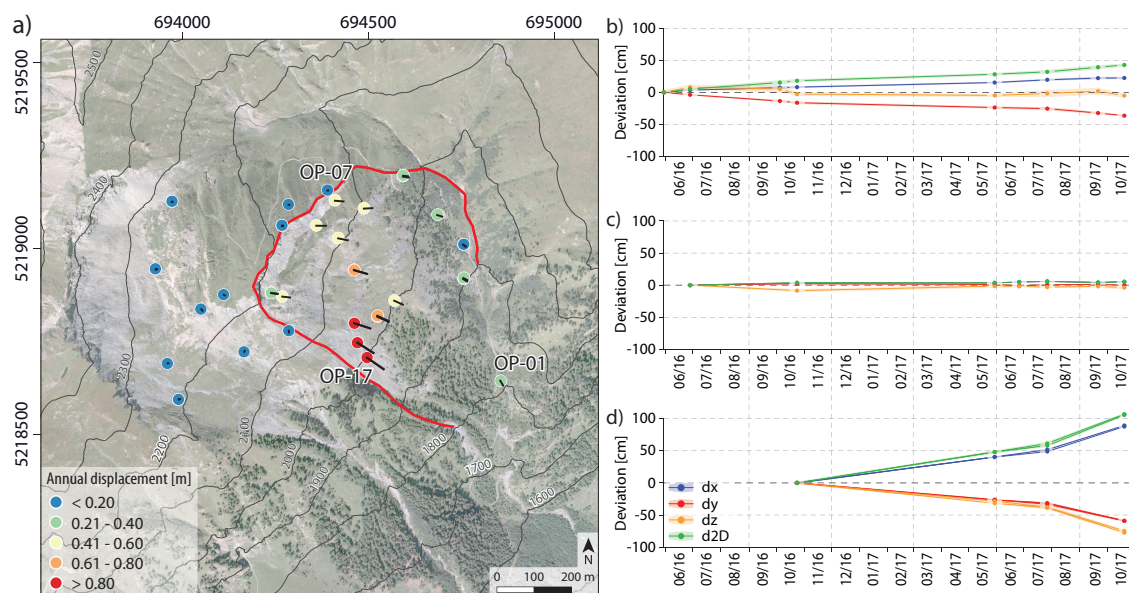 a)
694000
694500
695000
5219500
5219000
5218500
2500
2400
2300
2200
2100
2000
1900
1800
1700
1600
OP-07
OP-17
OP-01
Annual displacement [m]
< 0.20
0.21 - 0.40
0.41 - 0.60
0.61 - 0.80
> 0.80
N
0 100 200 m
b)
Deviation [cm]
100
50
0
-50
-100
06/16 07/16 08/16 09/16 10/16 11/16 12/16 01/17 02/17 03/17 04/17 05/17 06/17 07/17 08/17 09/17 10/17
c)
Deviation [cm]
100
50
0
-50
-100
06/16 07/16 08/16 09/16 10/16 11/16 12/16 01/17 02/17 03/17 04/17 05/17 06/17 07/17 08/17 09/17 10/17
d)
Deviation [cm]
100
50
0
-50
-100
dx
dy
dz
d2D
06/16 07/16 08/16 09/16 10/16 11/16 12/16 01/17 02/17 03/17 04/17 05/17 06/17 07/17 08/17 09/17 10/17